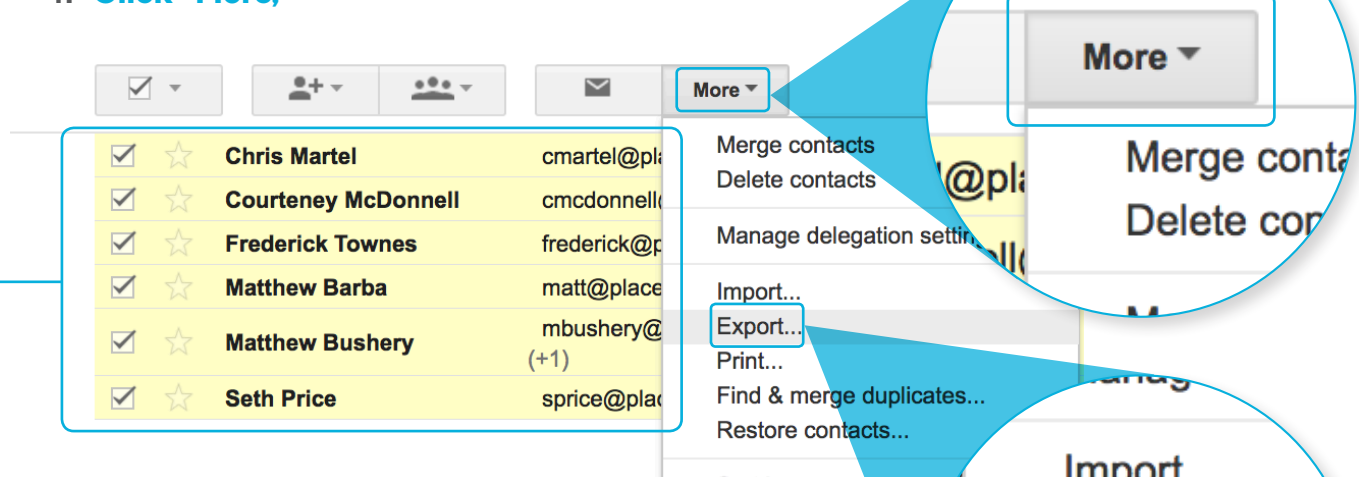 Click "More,"
More
More
Merge contacts
Delete contacts
Manage delegation settin
Import...
Export...
Print...
Find & merge duplicates...
Restore contacts...
Chris Martel cmartel@pla
Courteney McDonnell cmcdonnell@
Frederick Townes frederick@p
Matthew Barba matt@place
Matthew Bushery mbushery@
(+1)
Seth Price sprice@plac
@pla
Merge conta
Delete con
Import